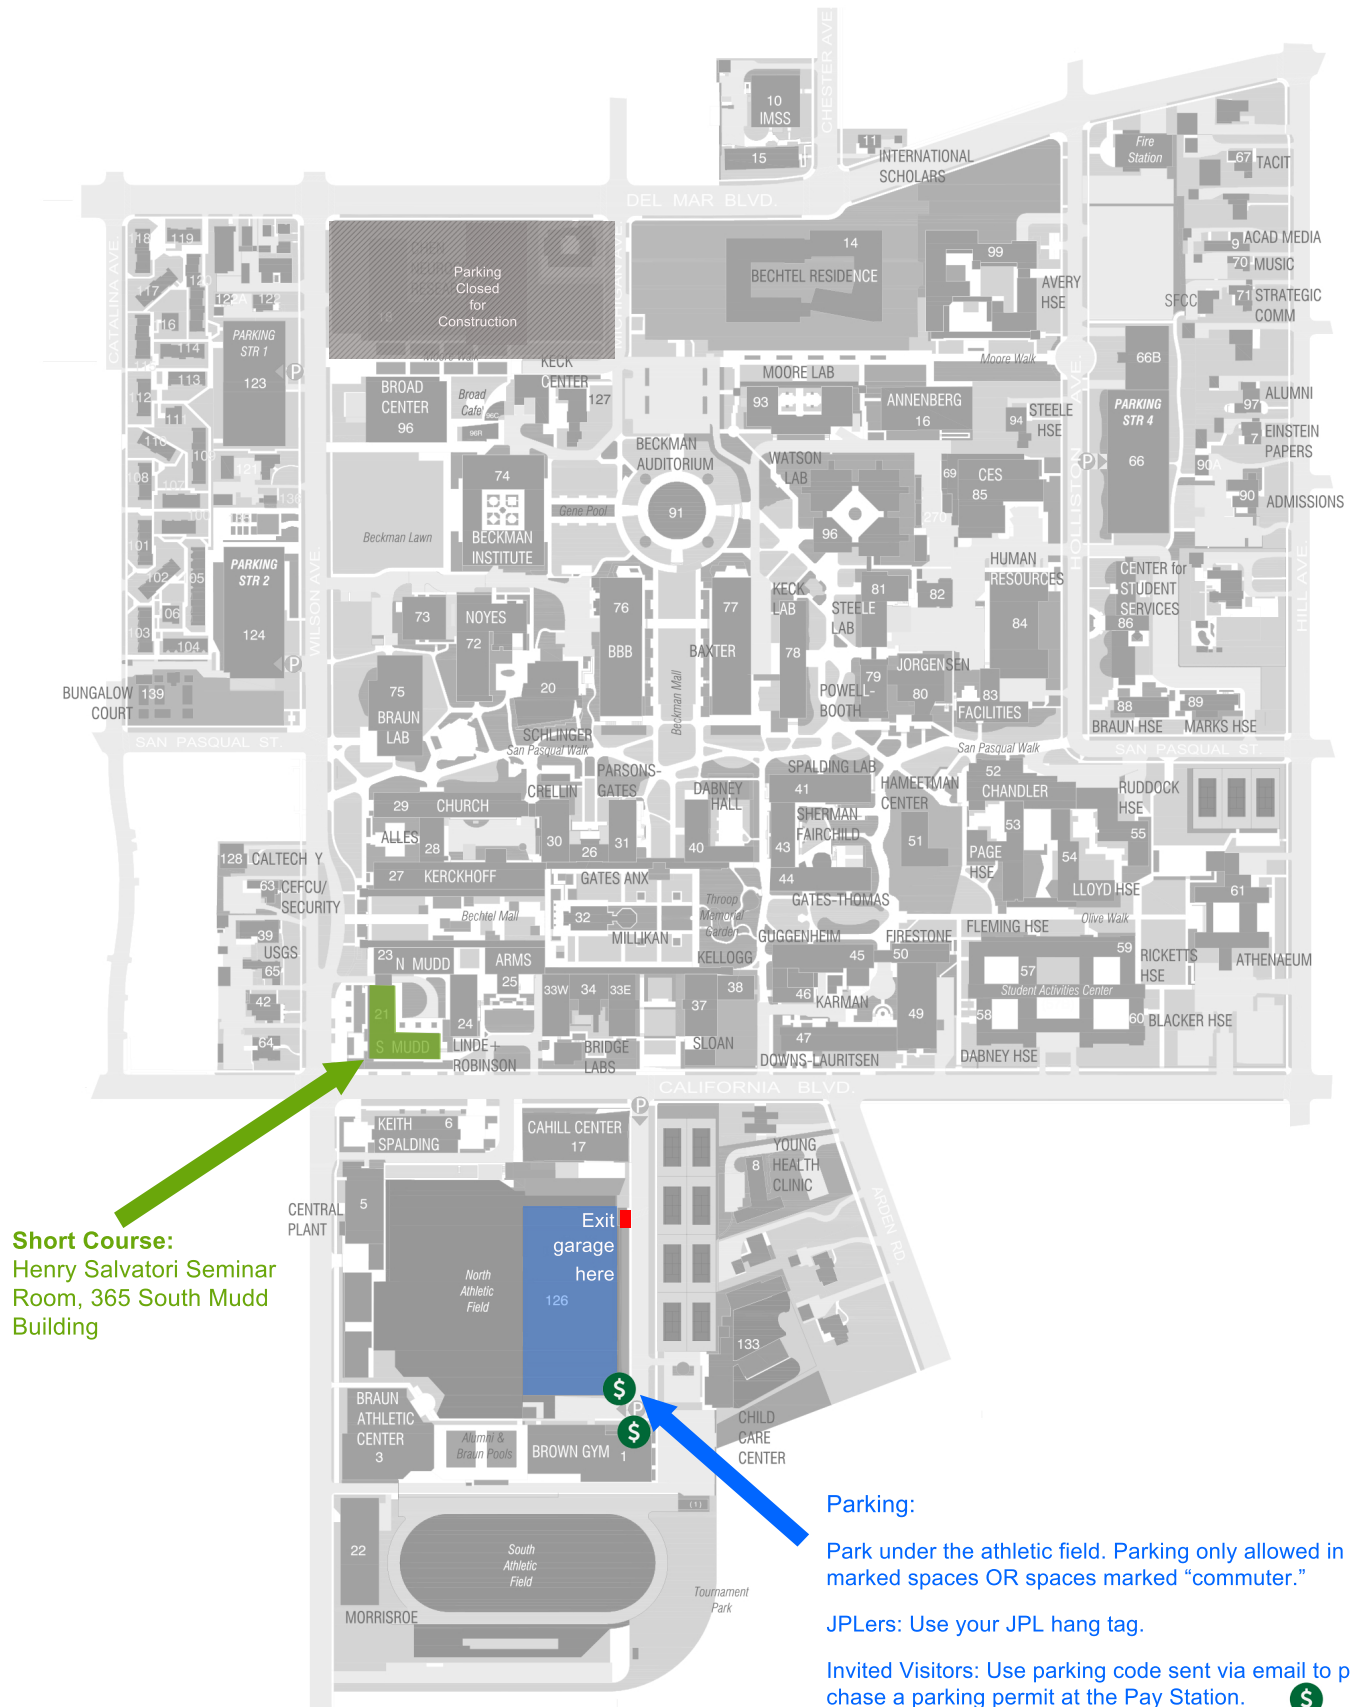 10
IMSS
CHESTER AVE.
15
11
INTERNATIONAL
SCHOLARS
Fire
Station
67
TACIT
DEL MAR BLVD.
CATALINA AVE.
118
119
120
117
122A
122
116
PARKING
STR 1
123
P
114
113
112
111
110
109
108
107
121
136
101
102
105
106
103
104
PARKING
STR 2
124
P
WILSON AVE.
BUNGALOW
COURT
139
SAN PASQUAL ST.
Parking
Closed
for
Construction
MICHIGAN AVE.
Moore Walk
14
BECHTEL RESIDENCE
99
AVERY
HSE
9
ACAD MEDIA
70
MUSIC
SFCC
71
STRATEGIC
COMM
Moore Walk
66B
PARKING
STR 4
66
P
HOLLISTON AVE.
HILL AVE.
97
ALUMNI
7
EINSTEIN
PAPERS
90A
90
ADMISSIONS
BROAD
CENTER
96
Broad
Cafe'
KECK
CENTER
127
BECKMAN
AUDITORIUM
91
MOORE LAB
93
ANNENBERG
16
94
STEELE
HSE
WATSON
LAB
96
69
CES
85
270
74
BECKMAN
INSTITUTE
Gene Pool
Beckman Lawn
HUMAN
RESOURCES
84
CENTER for
STUDENT
SERVICES
86
73
NOYES
72
76
BBB
77
BAXTER
Beckman Mall
KECK
LAB
78
STEELE
LAB
81
82
79
JORGENSEN
80
POWELL-
BOOTH
83
FACILITIES
88
BRAUN HSE
89
MARKS HSE
SAN PASQUAL ST
75
BRAUN
LAB
20
SCHLINGER
San Pasqual Walk
San Pasqual Walk
PARSONS-
GATES
CRELLIN
29
CHURCH
ALLES
28
30
26
31
DABNEY
HALL
40
SPALDING LAB
41
SHERMAN
FAIRCHILD
43
44
GATES-THOMAS
HAMEETMAN
CENTER
51
52
CHANDLER
53
PAGE
HSE
54
LLOYD HSE
RUDDOCK
HSE
55
61
ATHENAEUM
128
CALTECH Y
63
CEFCU/
SECURITY
39
USGS
65
42
64
27
KERCKHOFF
GATES ANX
Bechtel Mall
32
MILLIKAN
Throop
Memorial
Garden
KELLOGG
GUGGENHEIM
45
46
KARMAN
FIRESTONE
50
49
FLEMING HSE
Olive Walk
57
Student Activities Center
59
RICKETTS
HSE
58
60
BLACKER HSE
DABNEY HSE
23
N MUDD
ARMS
25
21
S MUDD
24
LINDE+
ROBINSON
33W
34
33E
BRIDGE
LABS
37
38
SLOAN
47
DOWNS-LAURITSEN
CALIFORNIA BLVD.
P
KEITH
SPALDING
6
CAHILL CENTER
17
YOUNG
HEALTH
CLINIC
8
ARDEN RD
CENTRAL
PLANT
5
North
Athletic
Field
Exit
garage
here
126
133
CHILD
CARE
CENTER
Short Course:
Henry Salvatori Seminar
Room, 365 South Mudd
Building
$
P
$
BRAUN
ATHLETIC
CENTER
3
Alumni &
Braun Pools
BROWN GYM
1
(1)
22
MORRISROE
South
Athletic
Field
Tournament
Park
Parking:
Park under the athletic field. Parking only allowed in
marked spaces OR spaces marked “commuter.”
JPLers: Use your JPL hang tag.
Invited Visitors: Use parking code sent via email to p
chase a parking permit at the Pay Station. $